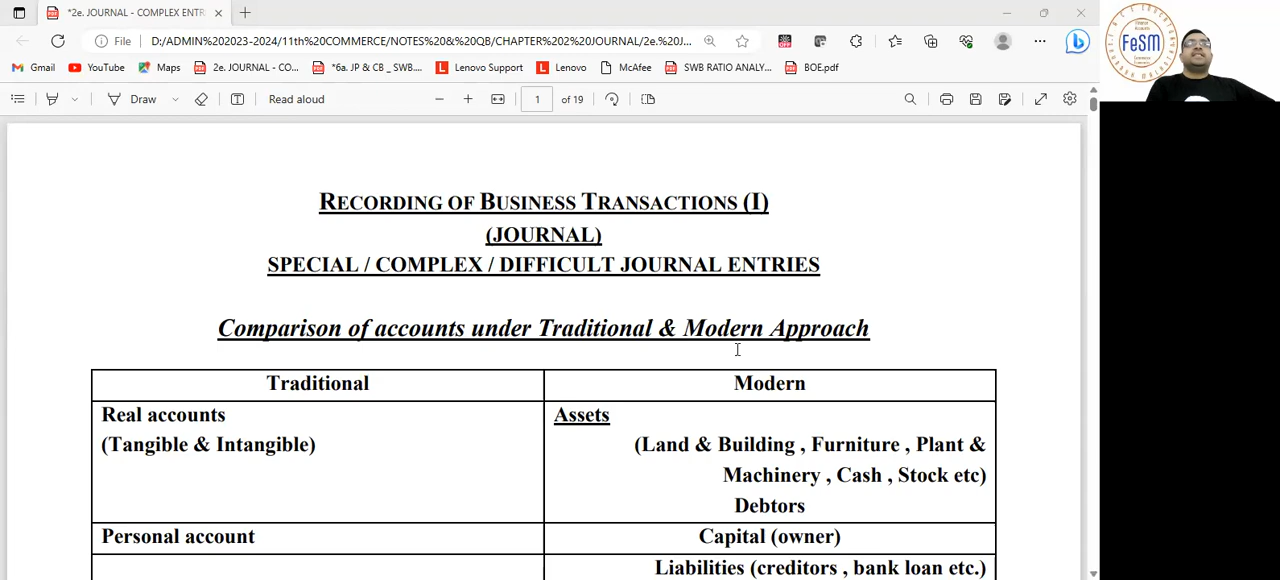 *2e. JOURNAL - COMPLEX ENTR
File D:/ADMIN%202023-2024/11th%20COMMERC/NOTES%
QB/CHAPTER%202%20JOURNAL/2e.%20J...
Gmail YouTube Maps 2e. JOURNAL - CO... *6a. JP & CB _ SWB.... Lenovo Support Lenovo McAfee SWB RATIO ANALY... BOE.pdf
Draw Read aloud 1 of 19
FeSM
RECORDING OF BUSINESS TRANSACTIONS (I)
(JOURNAL)
SPECIAL / COMPLEX / DIFFICULT JOURNAL ENTRIES
Comparison of accounts under Traditional & Modern Approach
Traditional Modern
Real accounts Assets
(Tangible & Intangible) (Land & Building , Furniture , Plant &
Machinery , Cash , Stock etc)
Debtors
Personal account Capital (owner)
Liabilities (creditors , bank loan etc.)